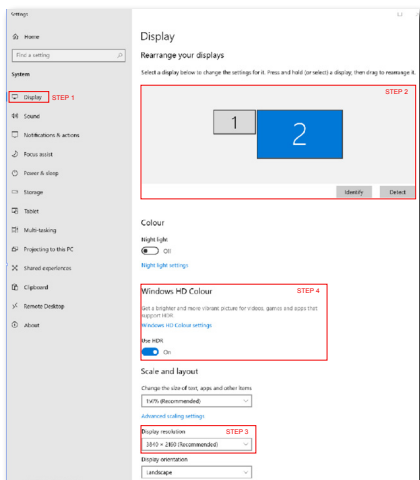 Settings
Home
Display
Find a setting
Rearrange your displays
System
Select a display below to change the settings for it. Press and hold (or select) a display, then drag to rearrange it.
Display STEP 1
STEP 2
Sound
Notifications & actions
1
2
Focus assist
Power & sleep
Storage
Identify
Detect
Tablet
Colour
Multi-tasking
Night light
Projecting to this PC
Off
Shared experiences
Night light settings
Clipboard
Windows HD Colour STEP 4
Remote Desktop
Get a brighter and more vibrant picture for videos, games and apps that
support HDR.
About
Windows HD Colour settings
Use HDR
On
Scale and layout
Change the size of text, apps and other items
(Recommended)
Advanced scaling settings
Display resolution STEP 3
3840 × 2160 (Recommended)
Display orientation
Landscape